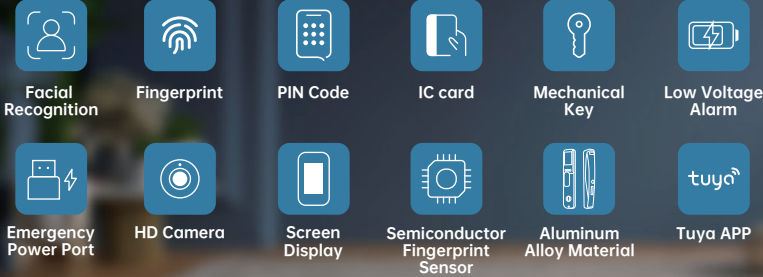 Facial
Recognition
Fingerprint
PIN Code
IC card
Mechanical
Key
Low Voltage
Alarm
tuya
Emergency
Power Port
HD Camera
Screen
Display
Semiconductor
Fingerprint
Sensor
Aluminum
Alloy Material
Tuya APP